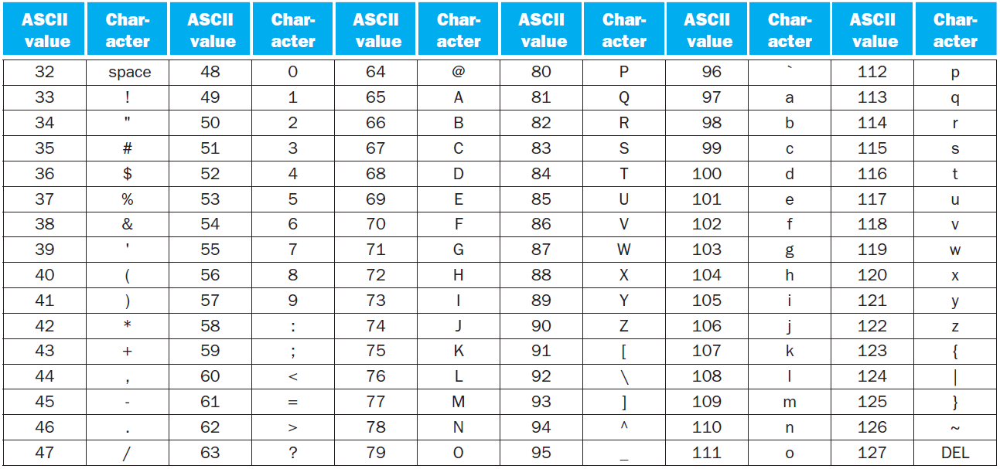 ASCII value Char-acter ASCII value Char-acter ASCII value Char-acter ASCII value Char-acter ASCII value Char-acter ASCII value Char-acter
32 space 48 0 64 @ 80 P 96 ` 112 p
33 ! 49 1 65 A 81 Q 97 a 113 q
34 " 50 2 66 B 82 R 98 b 114 r
35 # 51 3 67 C 83 S 99 c 115 s
36 $ 52 4 68 D 84 T 100 d 116 t
37 % 53 5 69 E 85 U 101 e 117 u
38 & 54 6 70 F 86 V 102 f 118 v
39 ' 55 7 71 G 87 W 103 g 119 w
40 ( 56 8 72 H 88 X 104 h 120 x
41 ) 57 9 73 I 89 Y 105 i 121 y
42 * 58 : 74 J 90 Z 106 j 122 z
43 + 59 ; 75 K 91 [ 107 k 123 {
44 , 60 < 76 L 92 \ 108 l 124 |
45 - 61 = 77 M 93 ] 109 m 125 }
46 . 62 > 78 N 94 ^ 110 n 126 ~
47 / 63 ? 79 O 95 _ 111 o 127 DEL